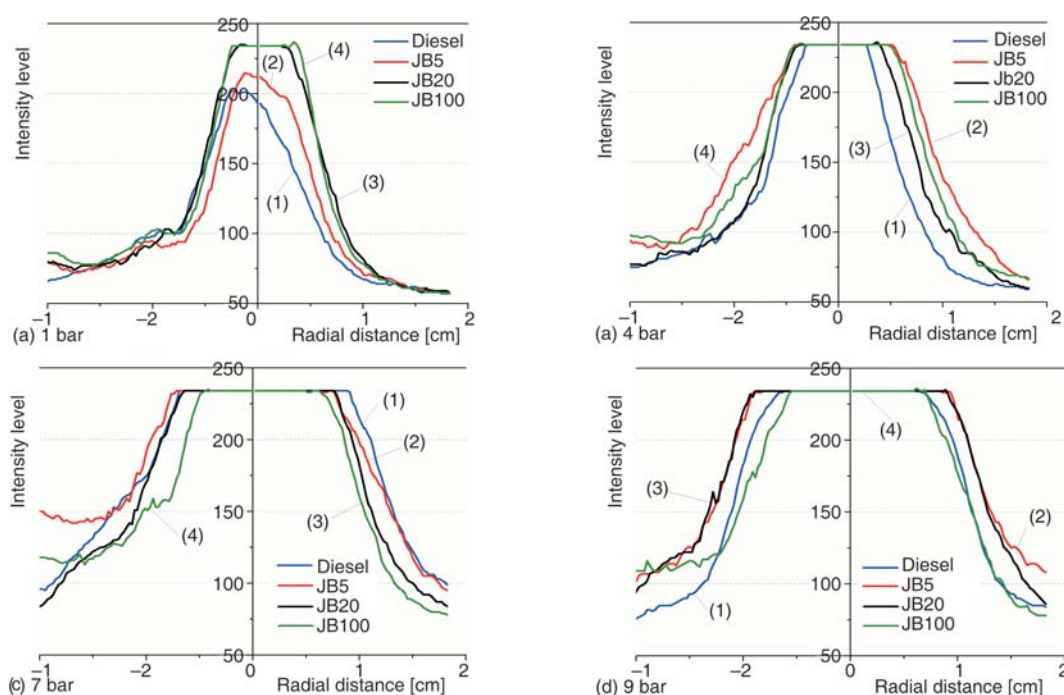 250
200
150
100
50
Intensity level
Diesel
JB5
JB20
JB100
(4)
(2)
(3)
(1)
–1
–2
0
1
2
(a) 1 bar
Radial distance [cm]
250
200
150
100
50
Intensity level
Diesel
JB5
Jb20
JB100
(2)
(3)
(4)
(1)
–1
–2
0
1
2
(a) 4 bar
Radial distance [cm]
250
200
150
100
50
Intensity level
(1)
(2)
(3)
(4)
Diesel
JB5
JB20
JB100
–1
–2
0
1
2
(c) 7 bar
Radial distance [cm]
250
200
150
100
50
Intensity level
(4)
(3)
(2)
(1)
Diesel
JB5
JB20
JB100
–1
–2
0
1
2
(d) 9 bar
Radial distance [cm]